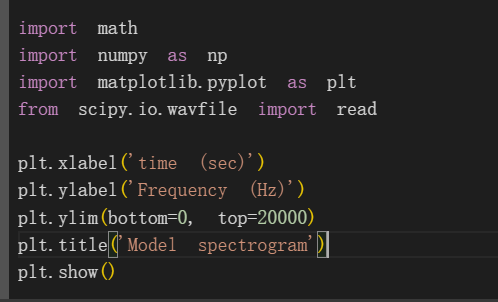 import math
import numpy as np
import matplotlib.pyplot as plt
from scipy.io.wavfile import read
plt.xlabel('time (sec)')
plt.ylabel('Frequency (Hz)')
plt.ylim(bottom=0, top=20000)
plt.title('Model spectrogram')
plt.show()